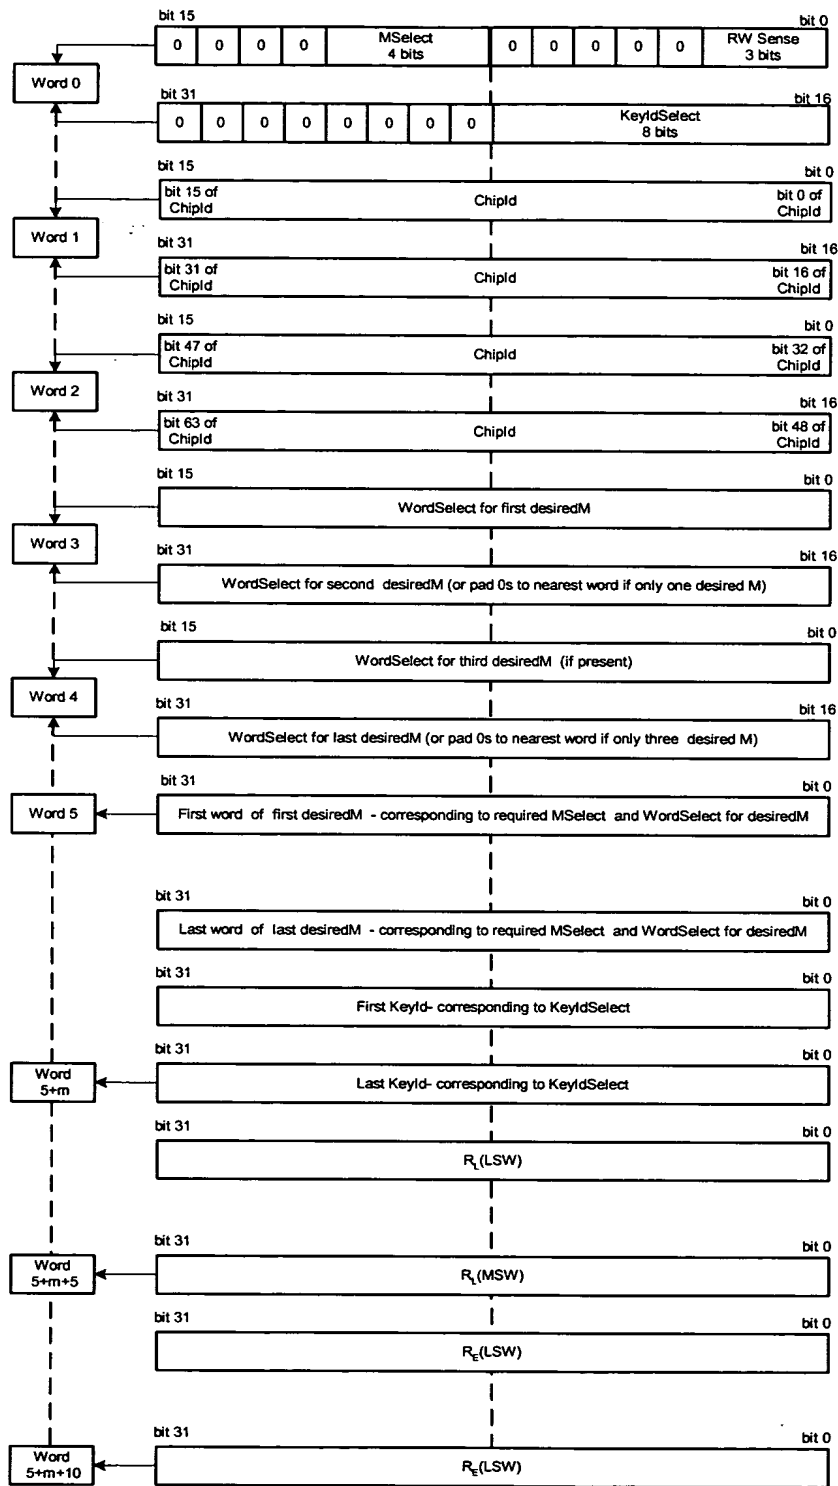 bit 15 bit 0
0 0 0 0 MSelect 4 bits 0 0 0 0 0 RW Sense 3 bits
Word 0
bit 31 bit 16
0 0 0 0 0 0 0 0 KeyIdSelect 8 bits
bit 15 bit 0
bit 15 of ChipId ChipId bit 0 of ChipId
Word 1
bit 31 bit 16
bit 31 of ChipId ChipId bit 16 of ChipId
bit 15 bit 0
bit 47 of ChipId ChipId bit 32 of ChipId
Word 2
bit 31 bit 16
bit 63 of ChipId ChipId bit 48 of ChipId
bit 15 bit 0
WordSelect for first desiredM
Word 3
bit 31 bit 16
WordSelect for second desiredM (or pad 0s to nearest word if only one desired M)
bit 15 bit 0
WordSelect for third desiredM (if present)
Word 4
bit 31 bit 16
WordSelect for last desiredM (or pad 0s to nearest word if only three desired M)
bit 31 bit 0
Word 5 First word of first desiredM - corresponding to required MSelect and WordSelect for desiredM
bit 31 bit 0
Last word of last desiredM - corresponding to required MSelect and WordSelect for desiredM
bit 31 bit 0
First KeyId- corresponding to KeyIdSelect
bit 31 bit 0
Word 5+m Last KeyId- corresponding to KeyIdSelect
bit 31 bit 0
R_L(LSW)
bit 31 bit 0
Word 5+m+5 R_L(MSW)
bit 31 bit 0
R_E(LSW)
bit 31 bit 0
Word 5+m+10 R_E(LSW)